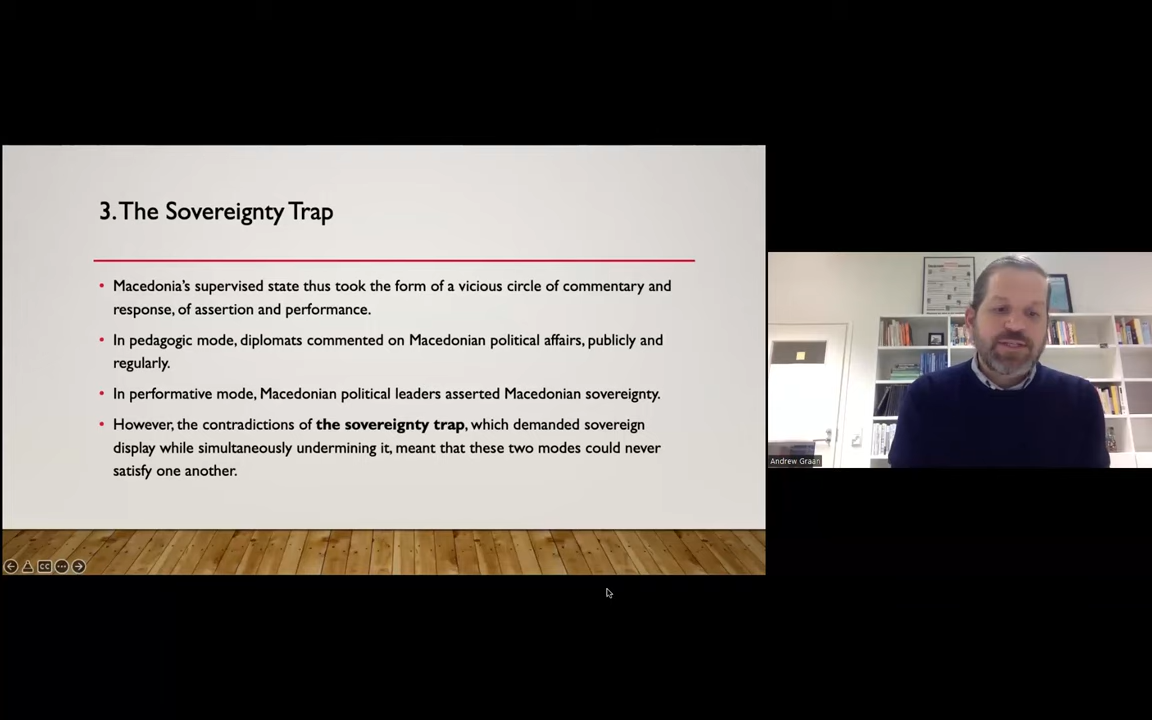 3. The Sovereignty Trap
• Macedonia's supervised state thus took the form of a vicious circle of commentary and
response, of assertion and performance.
• In pedagogic mode, diplomats commented on Macedonian political affairs, publicly and
regularly.
• In performative mode, Macedonian political leaders asserted Macedonian sovereignty.
• However, the contradictions of the sovereignty trap, which demanded sovereign
display while simultaneously undermining it, meant that these two modes could never
satisfy one another.
CC
Andrew Graan